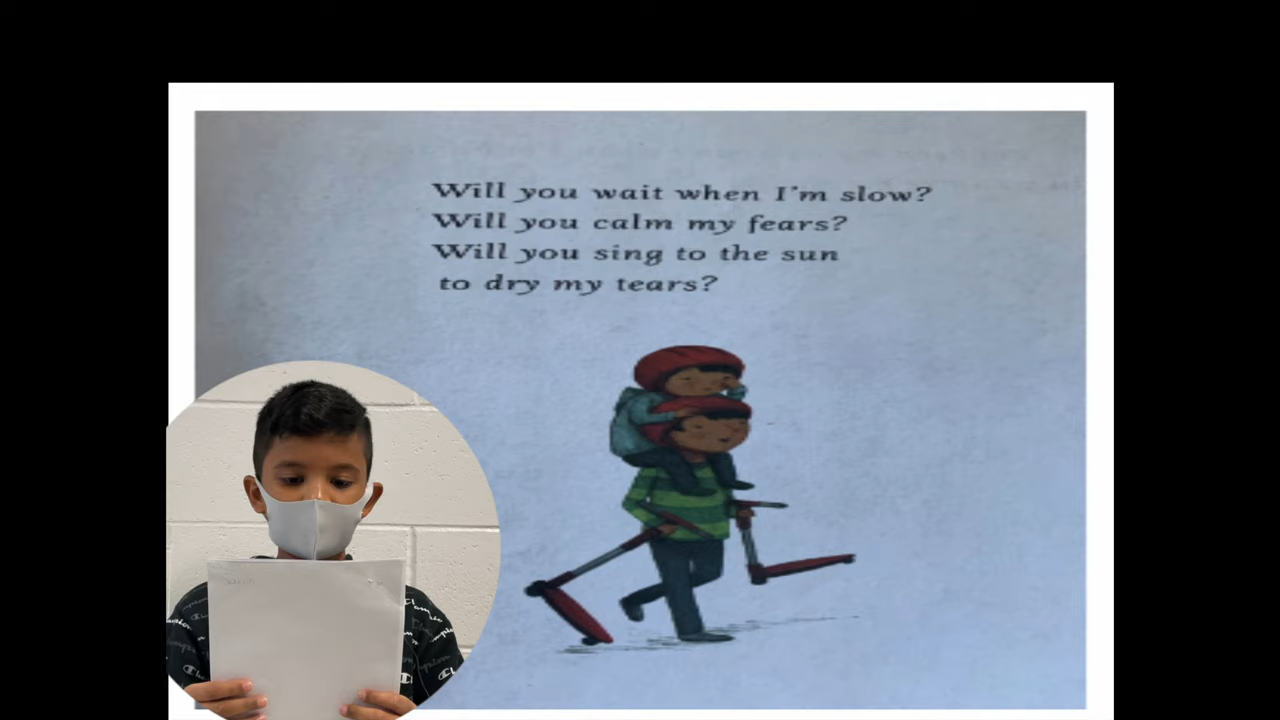 Will you wait when I'm slow?
Will you calm my fears?
Will you sing to the sun
to dry my tears?